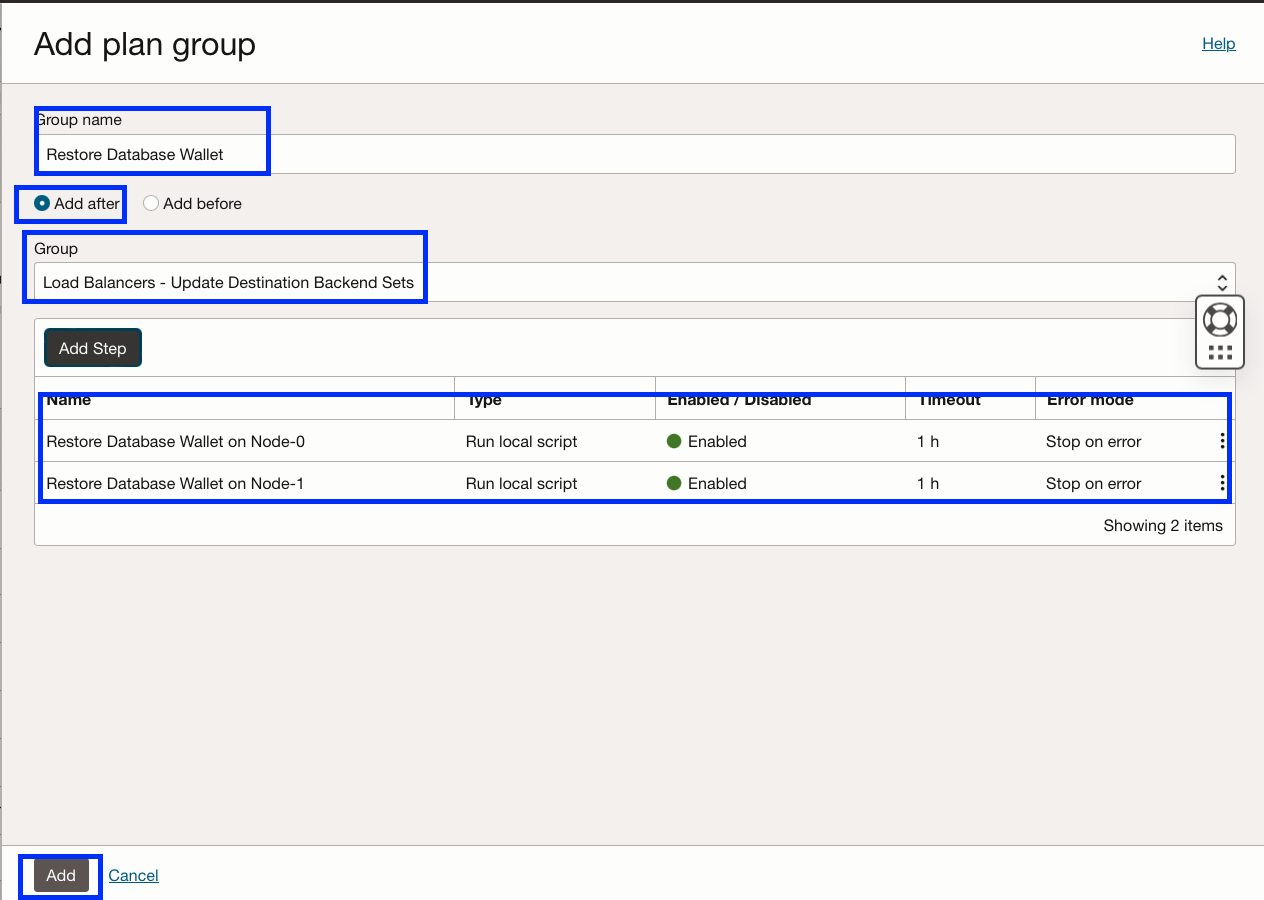 Add plan group
Help
Group name
Restore Database Wallet
Add after
Add before
Group
Load Balancers - Update Destination Backend Sets
Add Step
Name Type Enabled / Disabled Timeout Error mode
Restore Database Wallet on Node-0 Run local script Enabled 1 h Stop on error
Restore Database Wallet on Node-1 Run local script Enabled 1 h Stop on error
Showing 2 items
Add
Cancel